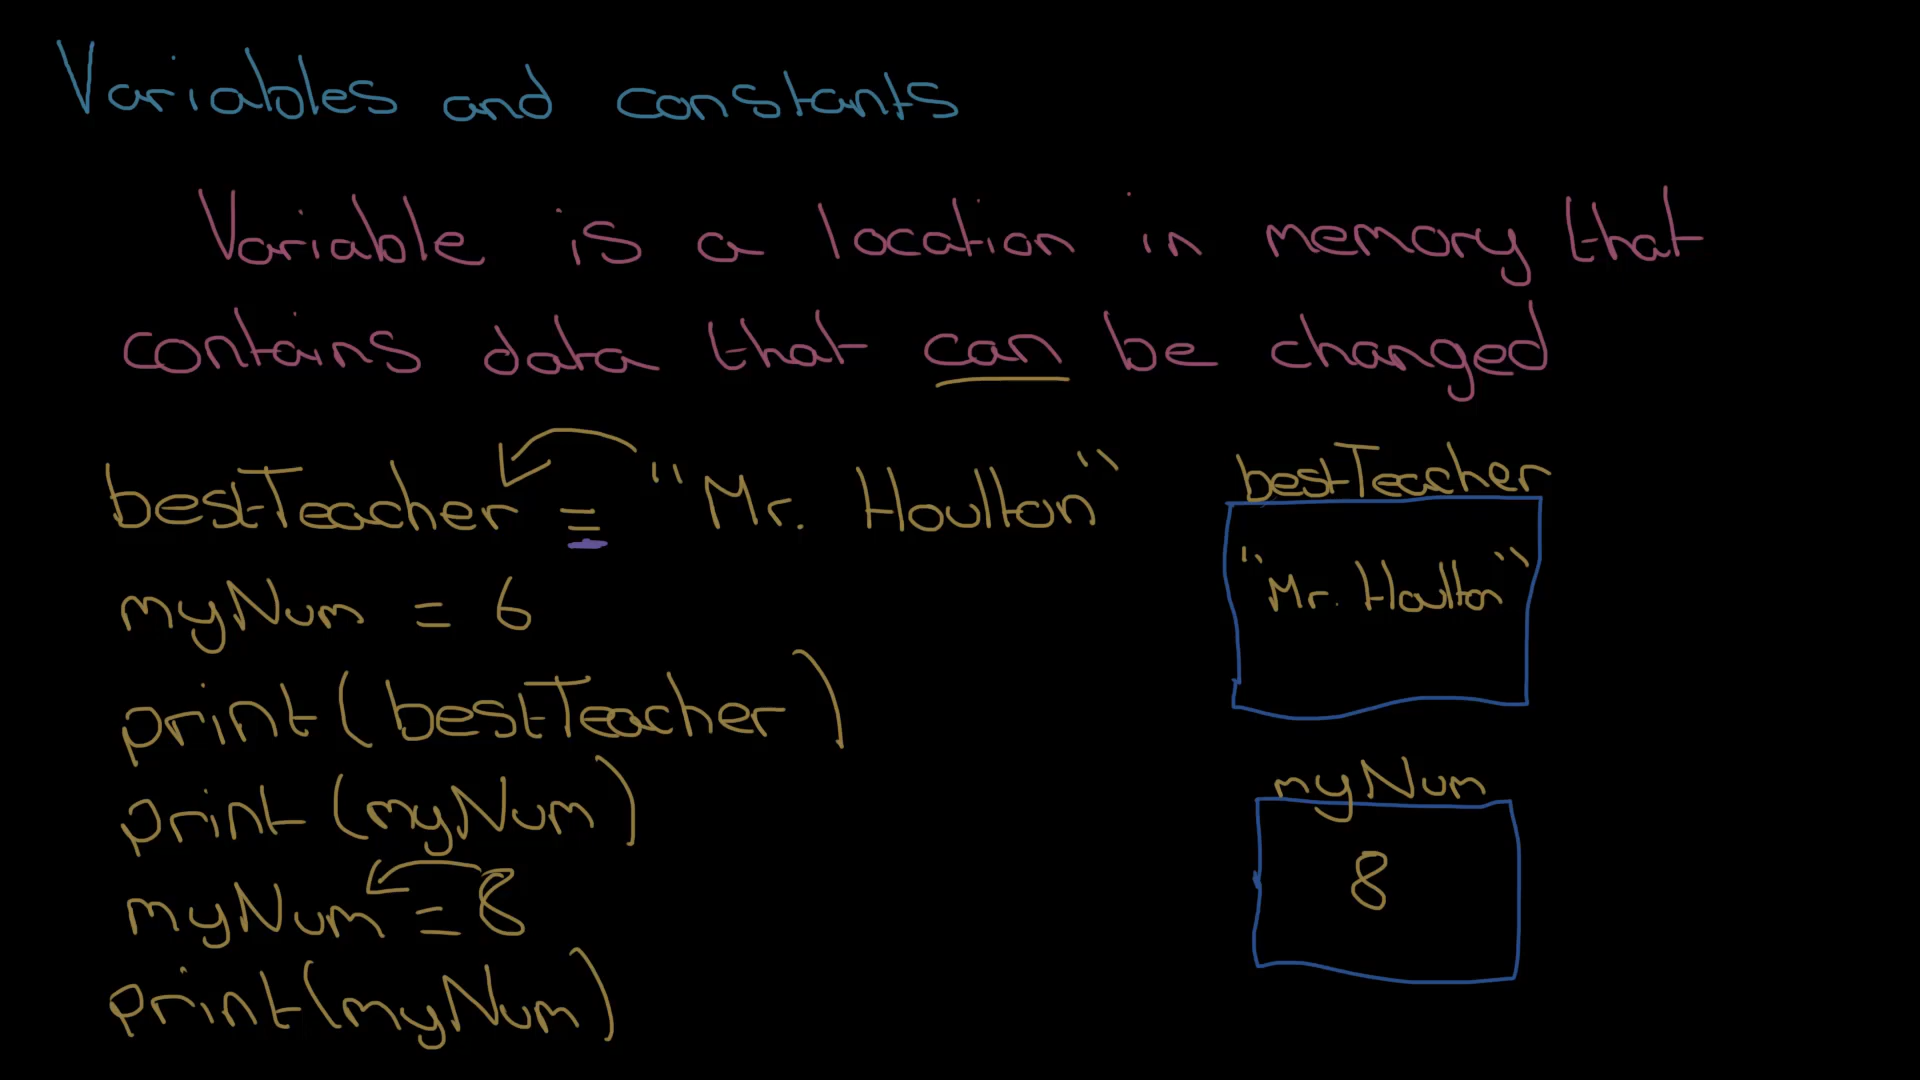 Variables and constants
Variable is a location in memory that
contains data that can be changed
bestTeacher = "Mr. Houlton"
myNum = 6
print(bestTeacher)
print(myNum)
myNum = 8
print(myNum)
bestTeacher
"Mr. Houlton"
myNum
8